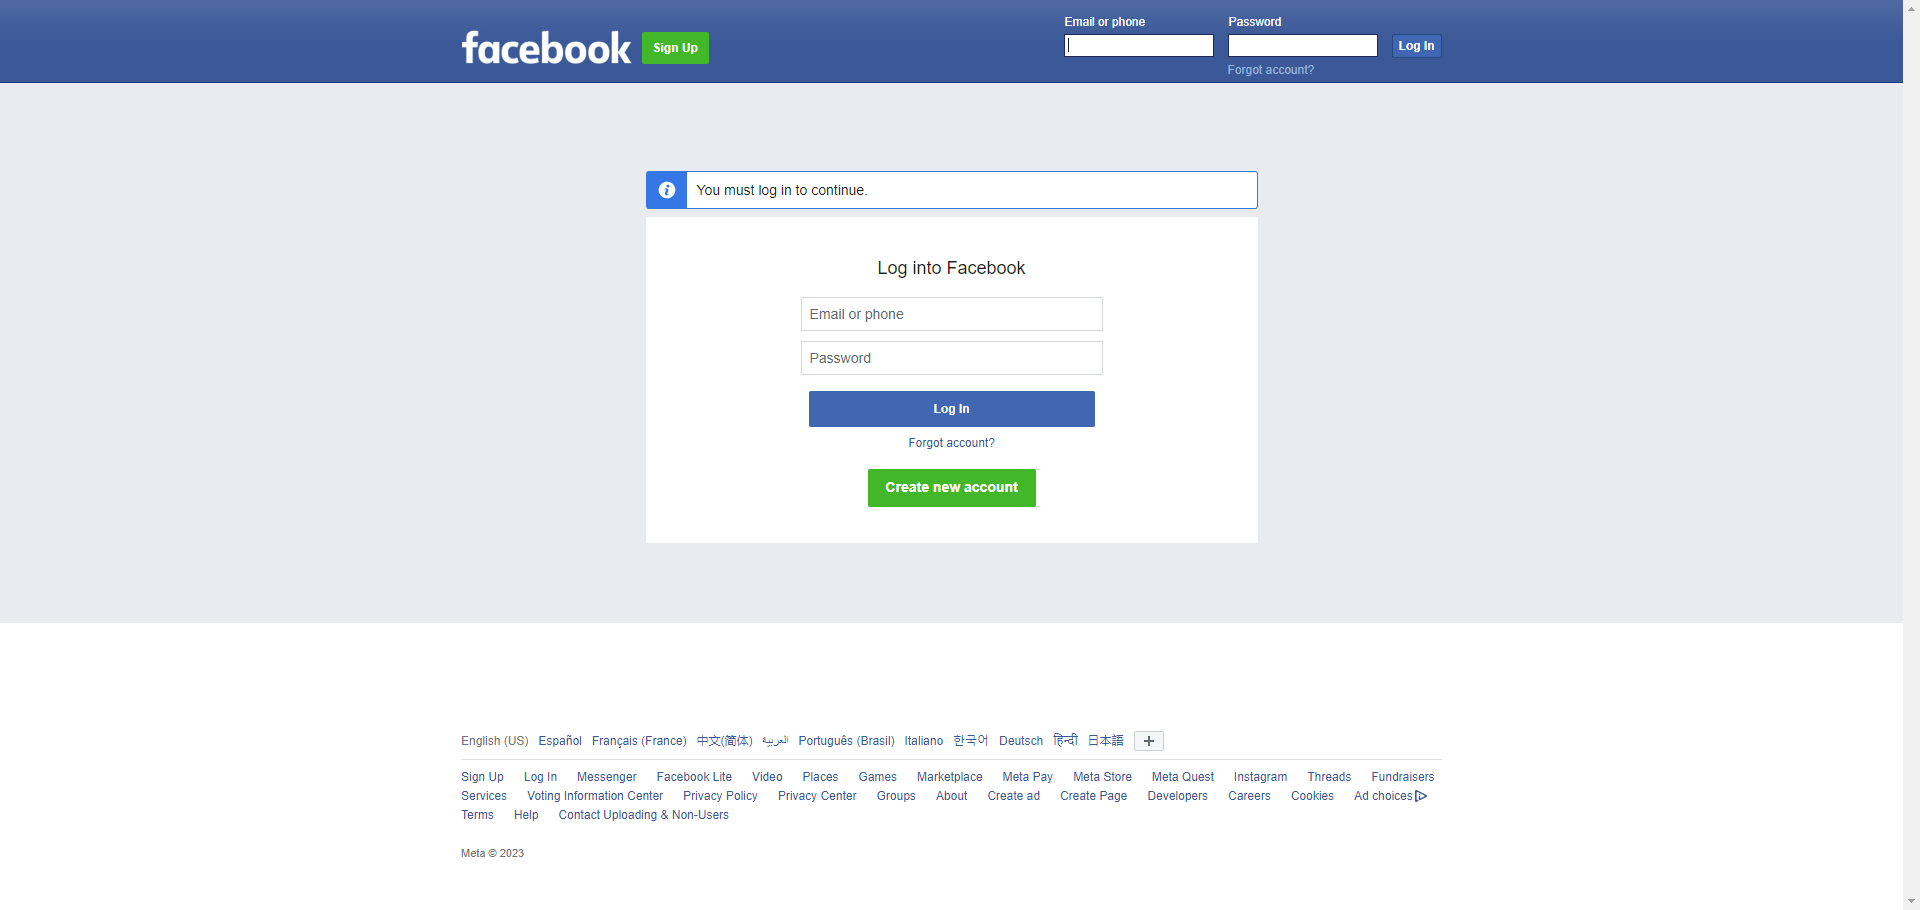 facebook
Sign Up
Email or phone
Password
Log In
Forgot account?
You must log in to continue.
Log into Facebook
Email or phone
Password
Log In
Forgot account?
Create new account
English (US) Español Français (France) 中文(简体) العربية Português (Brasil) Italiano 한국어 Deutsch हिन्दी 日本語
Sign Up Log In Messenger Facebook Lite Video Places Games Marketplace Meta Pay Meta Store Meta Quest Instagram Threads Fundraisers
Services Voting Information Center Privacy Policy Privacy Center Groups About Create ad Create Page Developers Careers Cookies Ad choices
Terms Help Contact Uploading & Non-Users
Meta © 2023